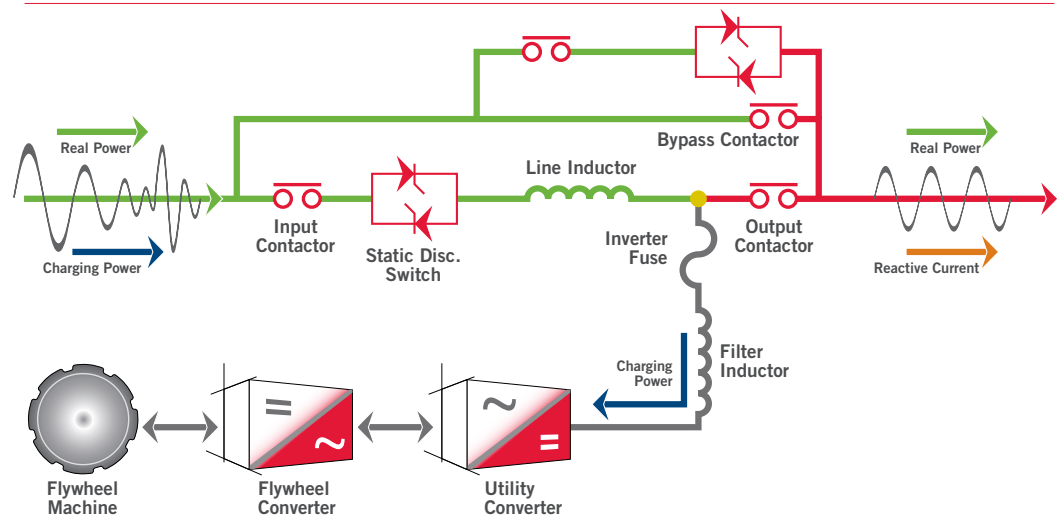 Real Power
Bypass Contactor
Real Power
Line Inductor
Input
Contactor
Static Disc.
Switch
Inverter
Fuse
Output
Contactor
Charging Power
Reactive Current
Charging
Power
Filter
Inductor
Flywheel
Machine
Flywheel
Converter
Utility
Converter